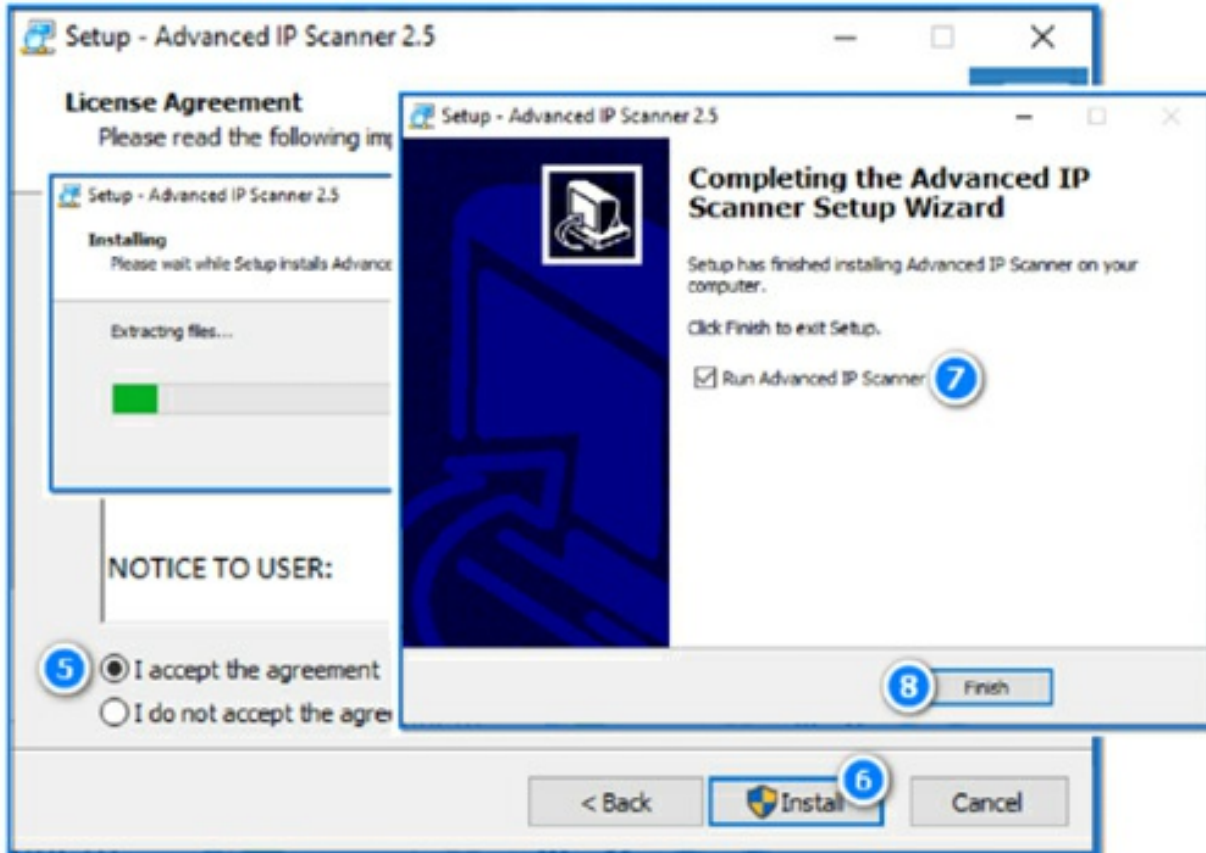 Setup - Advanced IP Scanner 2.5
License Agreement
Please read the following im
Setup - Advanced IP Scanner 2.5
Installing
Please wait while Setup installs Advance
Extracting files...
NOTICE TO USER:
5 I accept the agreement
I do not accept the agre
< Back
6
Install
Cancel
Setup - Advanced IP Scanner 2.5
Completing the Advanced IP
Scanner Setup Wizard
Setup has finished installing Advanced IP Scanner on your
computer.
Click Finish to exit Setup.
Run Advanced IP Scanner 7
8 Finish